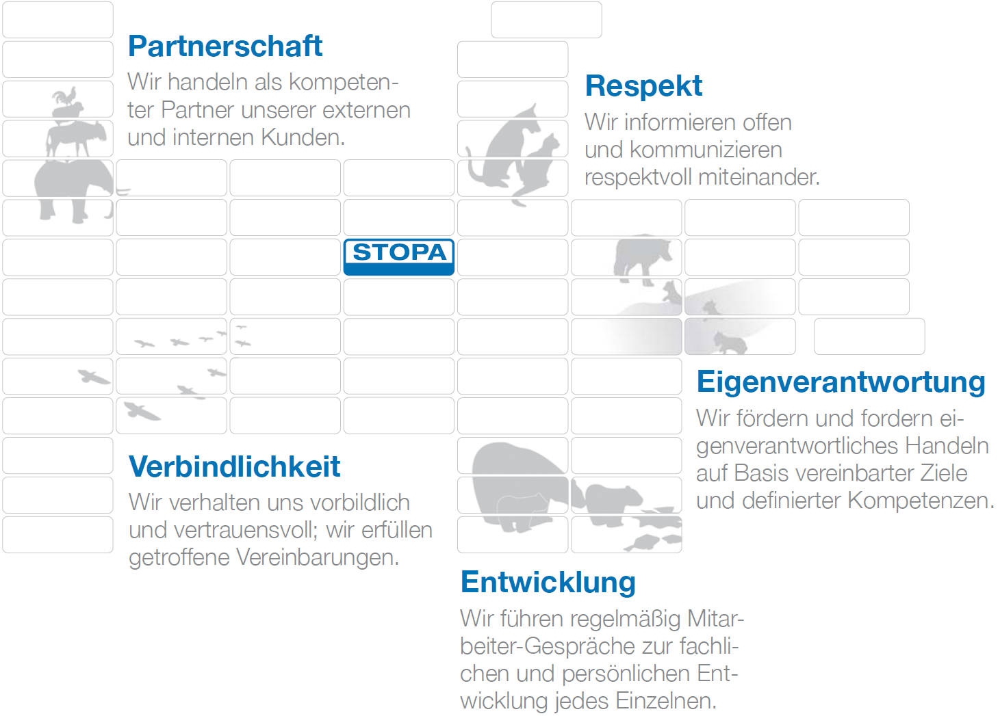 Partnerschaft
Wir handeln als kompeten-
ter Partner unserer externen
und internen Kunden.
Respekt
Wir informieren offen
und kommunizieren
respektvoll miteinander.
STOPA
Eigenverantwortung
Wir fördern und fordern ei-
genverantwortliches Handeln
auf Basis vereinbarter Ziele
und definierter Kompetenzen.
Verbindlichkeit
Wir verhalten uns vorbildlich
und vertrauensvoll; wir erfüllen
getroffene Vereinbarungen.
Entwicklung
Wir führen regelmäßig Mitar-
beiter-Gespräche zur fachli-
chen und persönlichen Ent-
wicklung jedes Einzelnen.